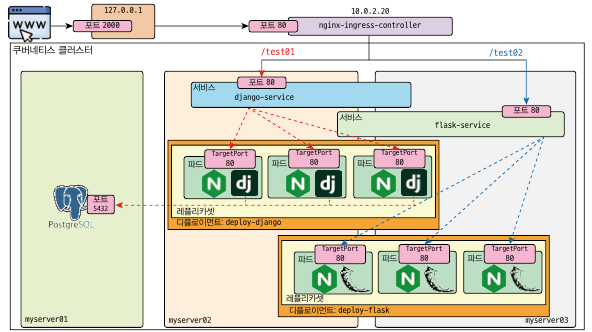 WWW
127.0.0.1
포트 2000
10.0.2.20
포트 80
nginx-ingress-controller
쿠버네티스 클러스터
/test01
/test02
서비스
포트 80
django-service
포트 80
서비스
flask-service
TargetPort
80
TargetPort
80
TargetPort
80
파드
N
dj
파드
N
dj
파드
N
dj
레플리카셋
디플로이먼트: deploy-django
포트
5432
PostgreSQL
TargetPort
80
TargetPort
80
TargetPort
80
파드
N
파드
N
파드
N
레플리카셋
디플로이먼트: deploy-flask
myserver01
myserver02
myserver03